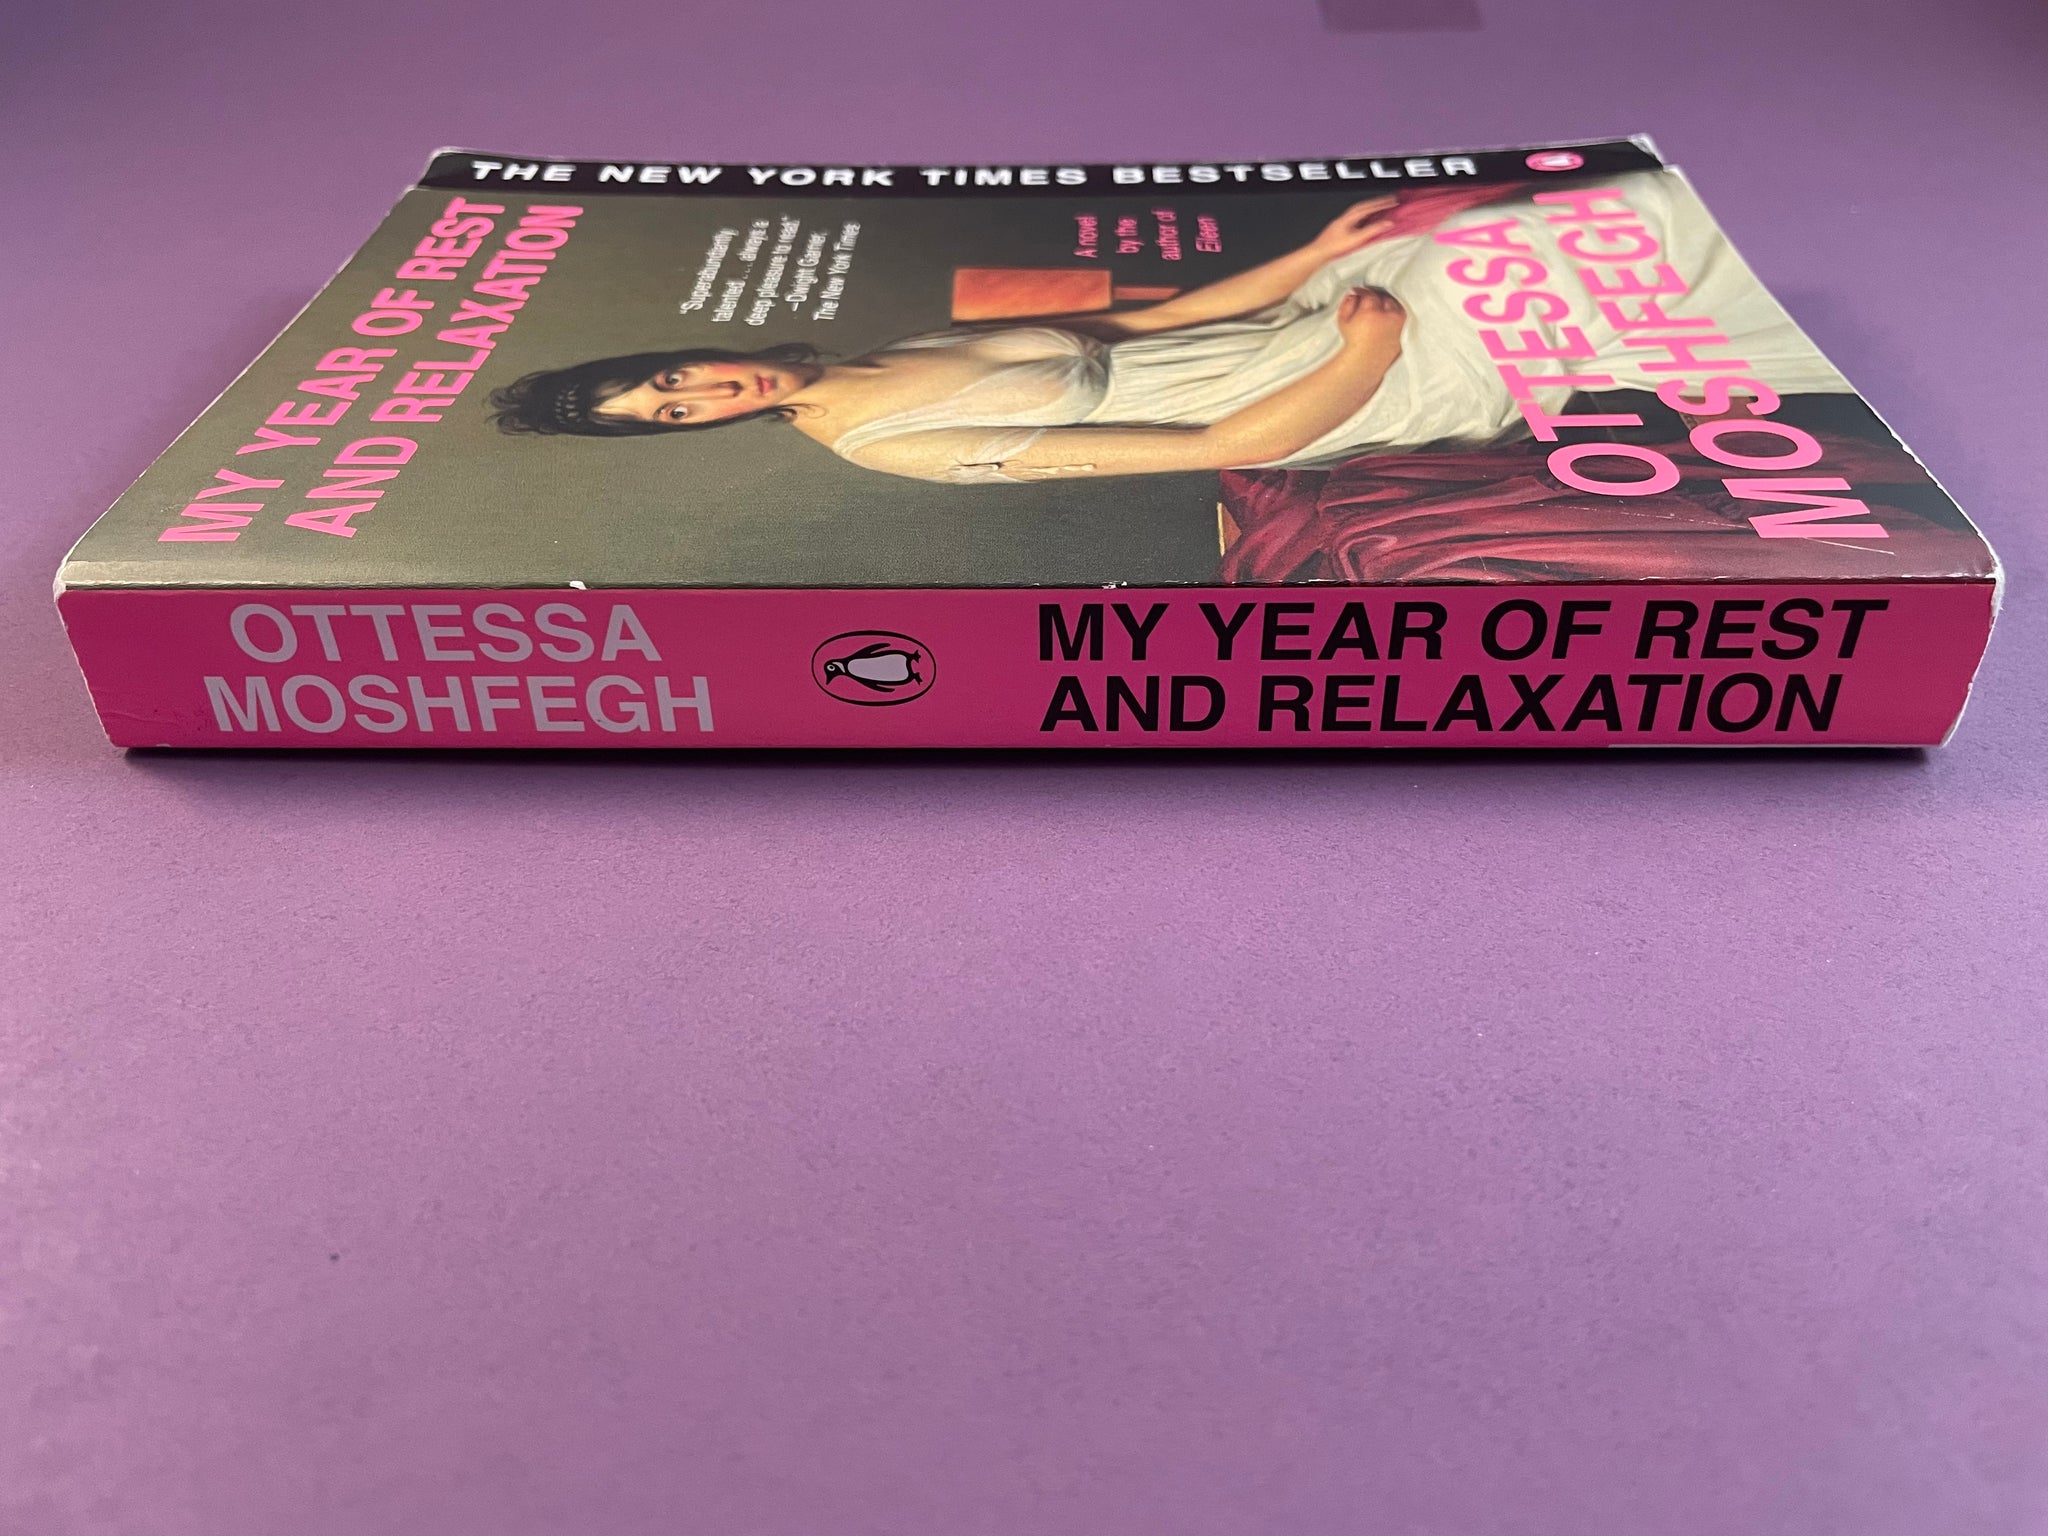 THE NEW YORK TIMES BESTSELLER
MY YEAR OF REST
AND RELAXATION
"Superabundantly
talented . . . always a
deep pleasure to read."
—Dwight Garner,
The New York Times
A novel
by the
author of
Eileen
OTTESSA
MOSHFEGH
OTTESSA
MOSHFEGH
MY YEAR OF REST
AND RELAXATION